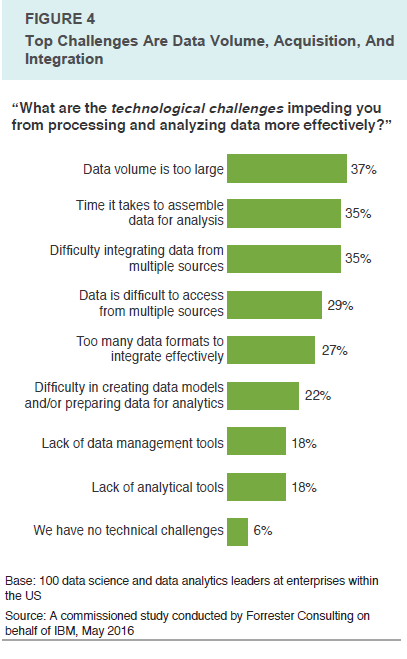 FIGURE 4
Top Challenges Are Data Volume, Acquisition, And
Integration
“What are the technological challenges impeding you
from processing and analyzing data more effectively?”
Data volume is too large 37%
Time it takes to assemble
data for analysis 35%
Difficulty integrating data from
multiple sources 35%
Data is difficult to access
from multiple sources 29%
Too many data formats to
integrate effectively 27%
Difficulty in creating data models
and/or preparing data for analytics 22%
Lack of data management tools 18%
Lack of analytical tools 18%
We have no technical challenges 6%
Base: 100 data science and data analytics leaders at enterprises within
the US
Source: A commissioned study conducted by Forrester Consulting on
behalf of IBM, May 2016